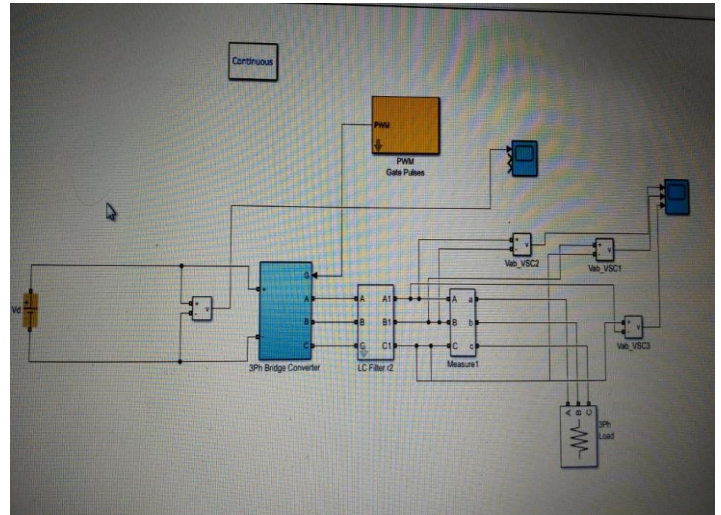 Continuous
PWM
PWM
Gate Pulses
Vab_VSC2
Vab_VSC1
Vab_VSC3
Vd
+
-
v
+
-
G
A
B
C
3Ph Bridge Converter
A
B
C
A1
B1
C1
LC Filter r2
A
B
C
a
b
c
Measure1
+
-
v
+
-
v
+
-
v
A
B
C
3Ph
Load